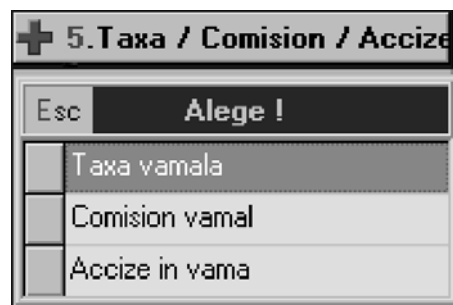 5.Taxa / Comision / Accize
Esc Alege !
Taxa vamala
Comision vamal
Accize in vama